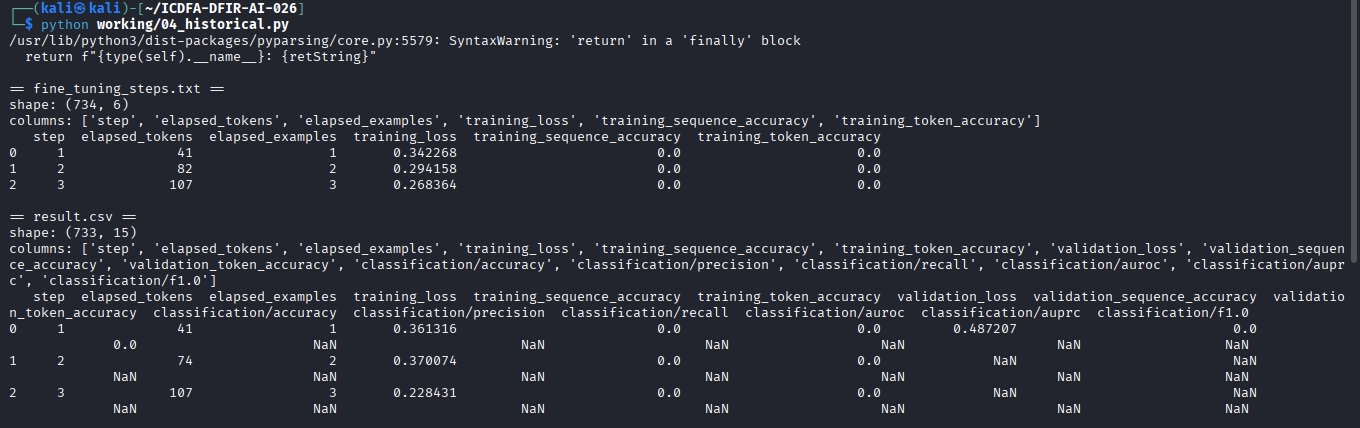 ┌──(kali㉿kali)-[~/ICDFA-DFIR-AI-026]
└─$ python working/04_historical.py
/usr/lib/python3/dist-packages/pyparsing/core.py:5579: SyntaxWarning: 'return' in a 'finally' block
  return f"{type(self).__name__}: {retString}"

== fine_tuning_steps.txt ==
shape: (734, 6)
columns: ['step', 'elapsed_tokens', 'elapsed_examples', 'training_loss', 'training_sequence_accuracy', 'training_token_accuracy']
   step  elapsed_tokens  elapsed_examples  training_loss  training_sequence_accuracy  training_token_accuracy
0     1              41                 1       0.342268                         0.0                      0.0
1     2              82                 2       0.294158                         0.0                      0.0
2     3             107                 3       0.268364                         0.0                      0.0

== result.csv ==
shape: (733, 15)
columns: ['step', 'elapsed_tokens', 'elapsed_examples', 'training_loss', 'training_sequence_accuracy', 'training_token_accuracy', 'validation_loss', 'validation_sequen
ce_accuracy', 'validation_token_accuracy', 'classification/accuracy', 'classification/precision', 'classification/recall', 'classification/auroc', 'classification/aupr
c', 'classification/f1.0']
   step  elapsed_tokens  elapsed_examples  training_loss  training_sequence_accuracy  training_token_accuracy  validation_loss  validation_sequence_accuracy  validatio
n_token_accuracy  classification/accuracy  classification/precision  classification/recall  classification/auroc  classification/auprc  classification/f1.0
0     1              41                 1       0.361316                         0.0                      0.0         0.487207                           0.0
             0.0                      NaN                       NaN                    NaN                   NaN                   NaN                  NaN
1     2              74                 2       0.370074                         0.0                      0.0              NaN                           NaN
             NaN                      NaN                       NaN                    NaN                   NaN                   NaN                  NaN
2     3             107                 3       0.228431                         0.0                      0.0              NaN                           NaN
             NaN                      NaN                       NaN                    NaN                   NaN                   NaN                  NaN